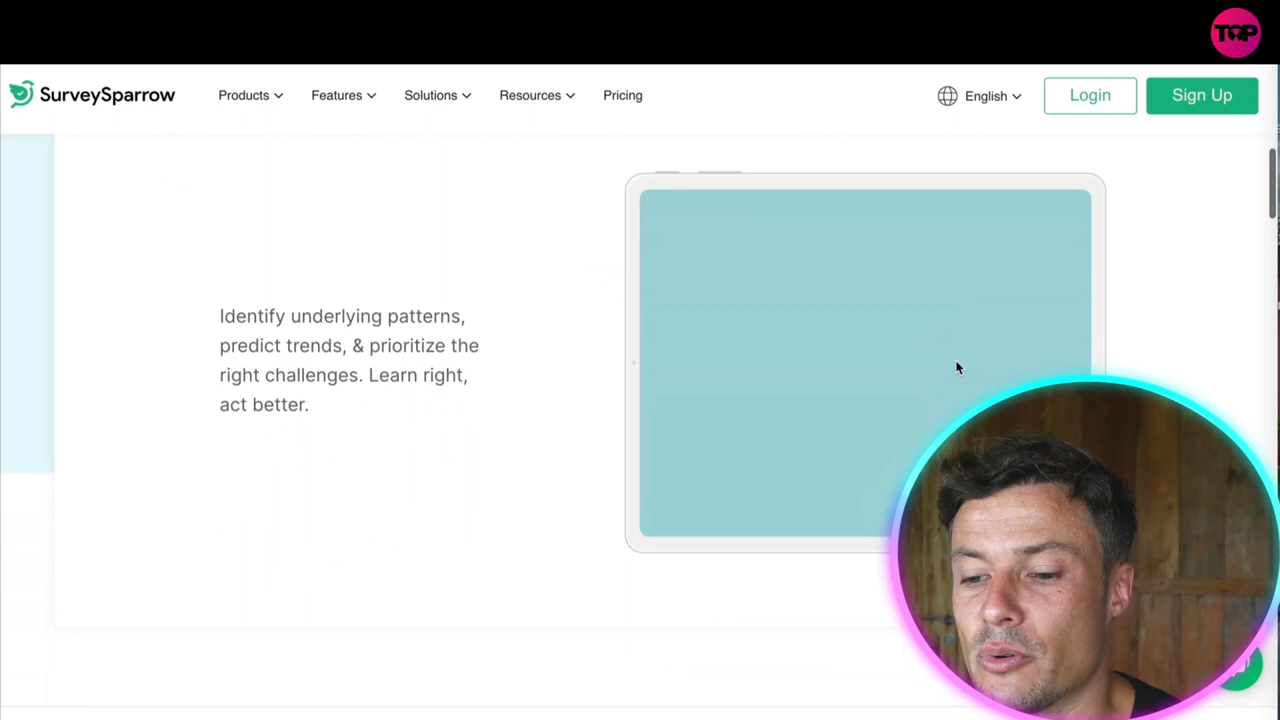 TOP
SurveySparrow
Products
Features
Solutions
Resources
Pricing
English
Login
Sign Up
Identify underlying patterns,
predict trends, & prioritize the
right challenges. Learn right,
act better.